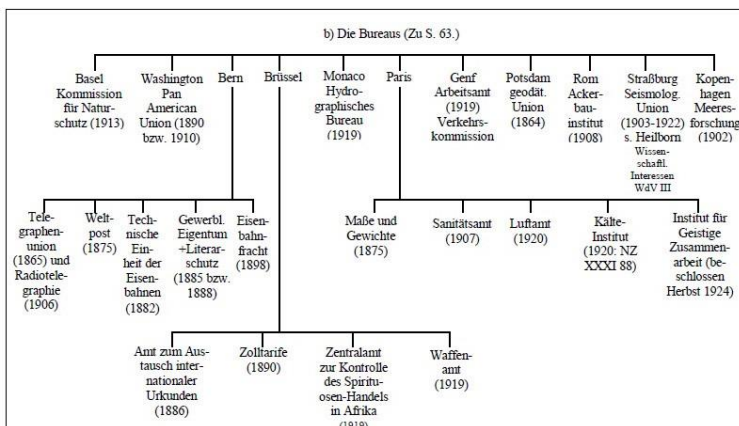 b) Die Bureaus (Zu S. 63.)
Basel
Kommission
für Natur-
schutz (1913)
Washington
Pan
American
Union (1890
bzw. 1910)
Bern
Brüssel
Monaco
Hydro-
graphisches
Bureau
(1919)
Paris
Genf
Arbeitsamt
(1919)
Verkehrs-
kommission
Potsdam
geodät.
Union
(1864)
Rom
Acker-
bau-
institut
(1908)
Straßburg
Seismolog.
Union
(1903-1922)
s. Heilborn
Wissen-
schaftl.
Interessen
WdV III
Kopen-
hagen
Meeres-
forschung
(1902)
Tele-
graphen-
union
(1865) und
Radiotele-
graphie
(1906)
Welt-
post
(1875)
Tech-
nische
Ein-
heit der
Eisen-
bahnen
(1882)
Gewerbl.
Eigentum
+Literar-
schutz
(1885 bzw.
1888)
Eisen-
bahn-
fracht
(1898)
Maße und
Gewichte
(1875)
Sanitätsamt
(1907)
Luftamt
(1920)
Kälte-
Institut
(1920: NZ
XXXI 88)
Institut für
Geistige
Zusammen-
arbeit (be-
schlossen
Herbst 1924)
Amt zum Aus-
tausch inter-
nationaler
Urkunden
(1886)
Zolltarife
(1890)
Zentralamt
zur Kontrolle
des Spiritu-
osen-Handels
in Afrika
(1919)
Waffen-
amt
(1919)